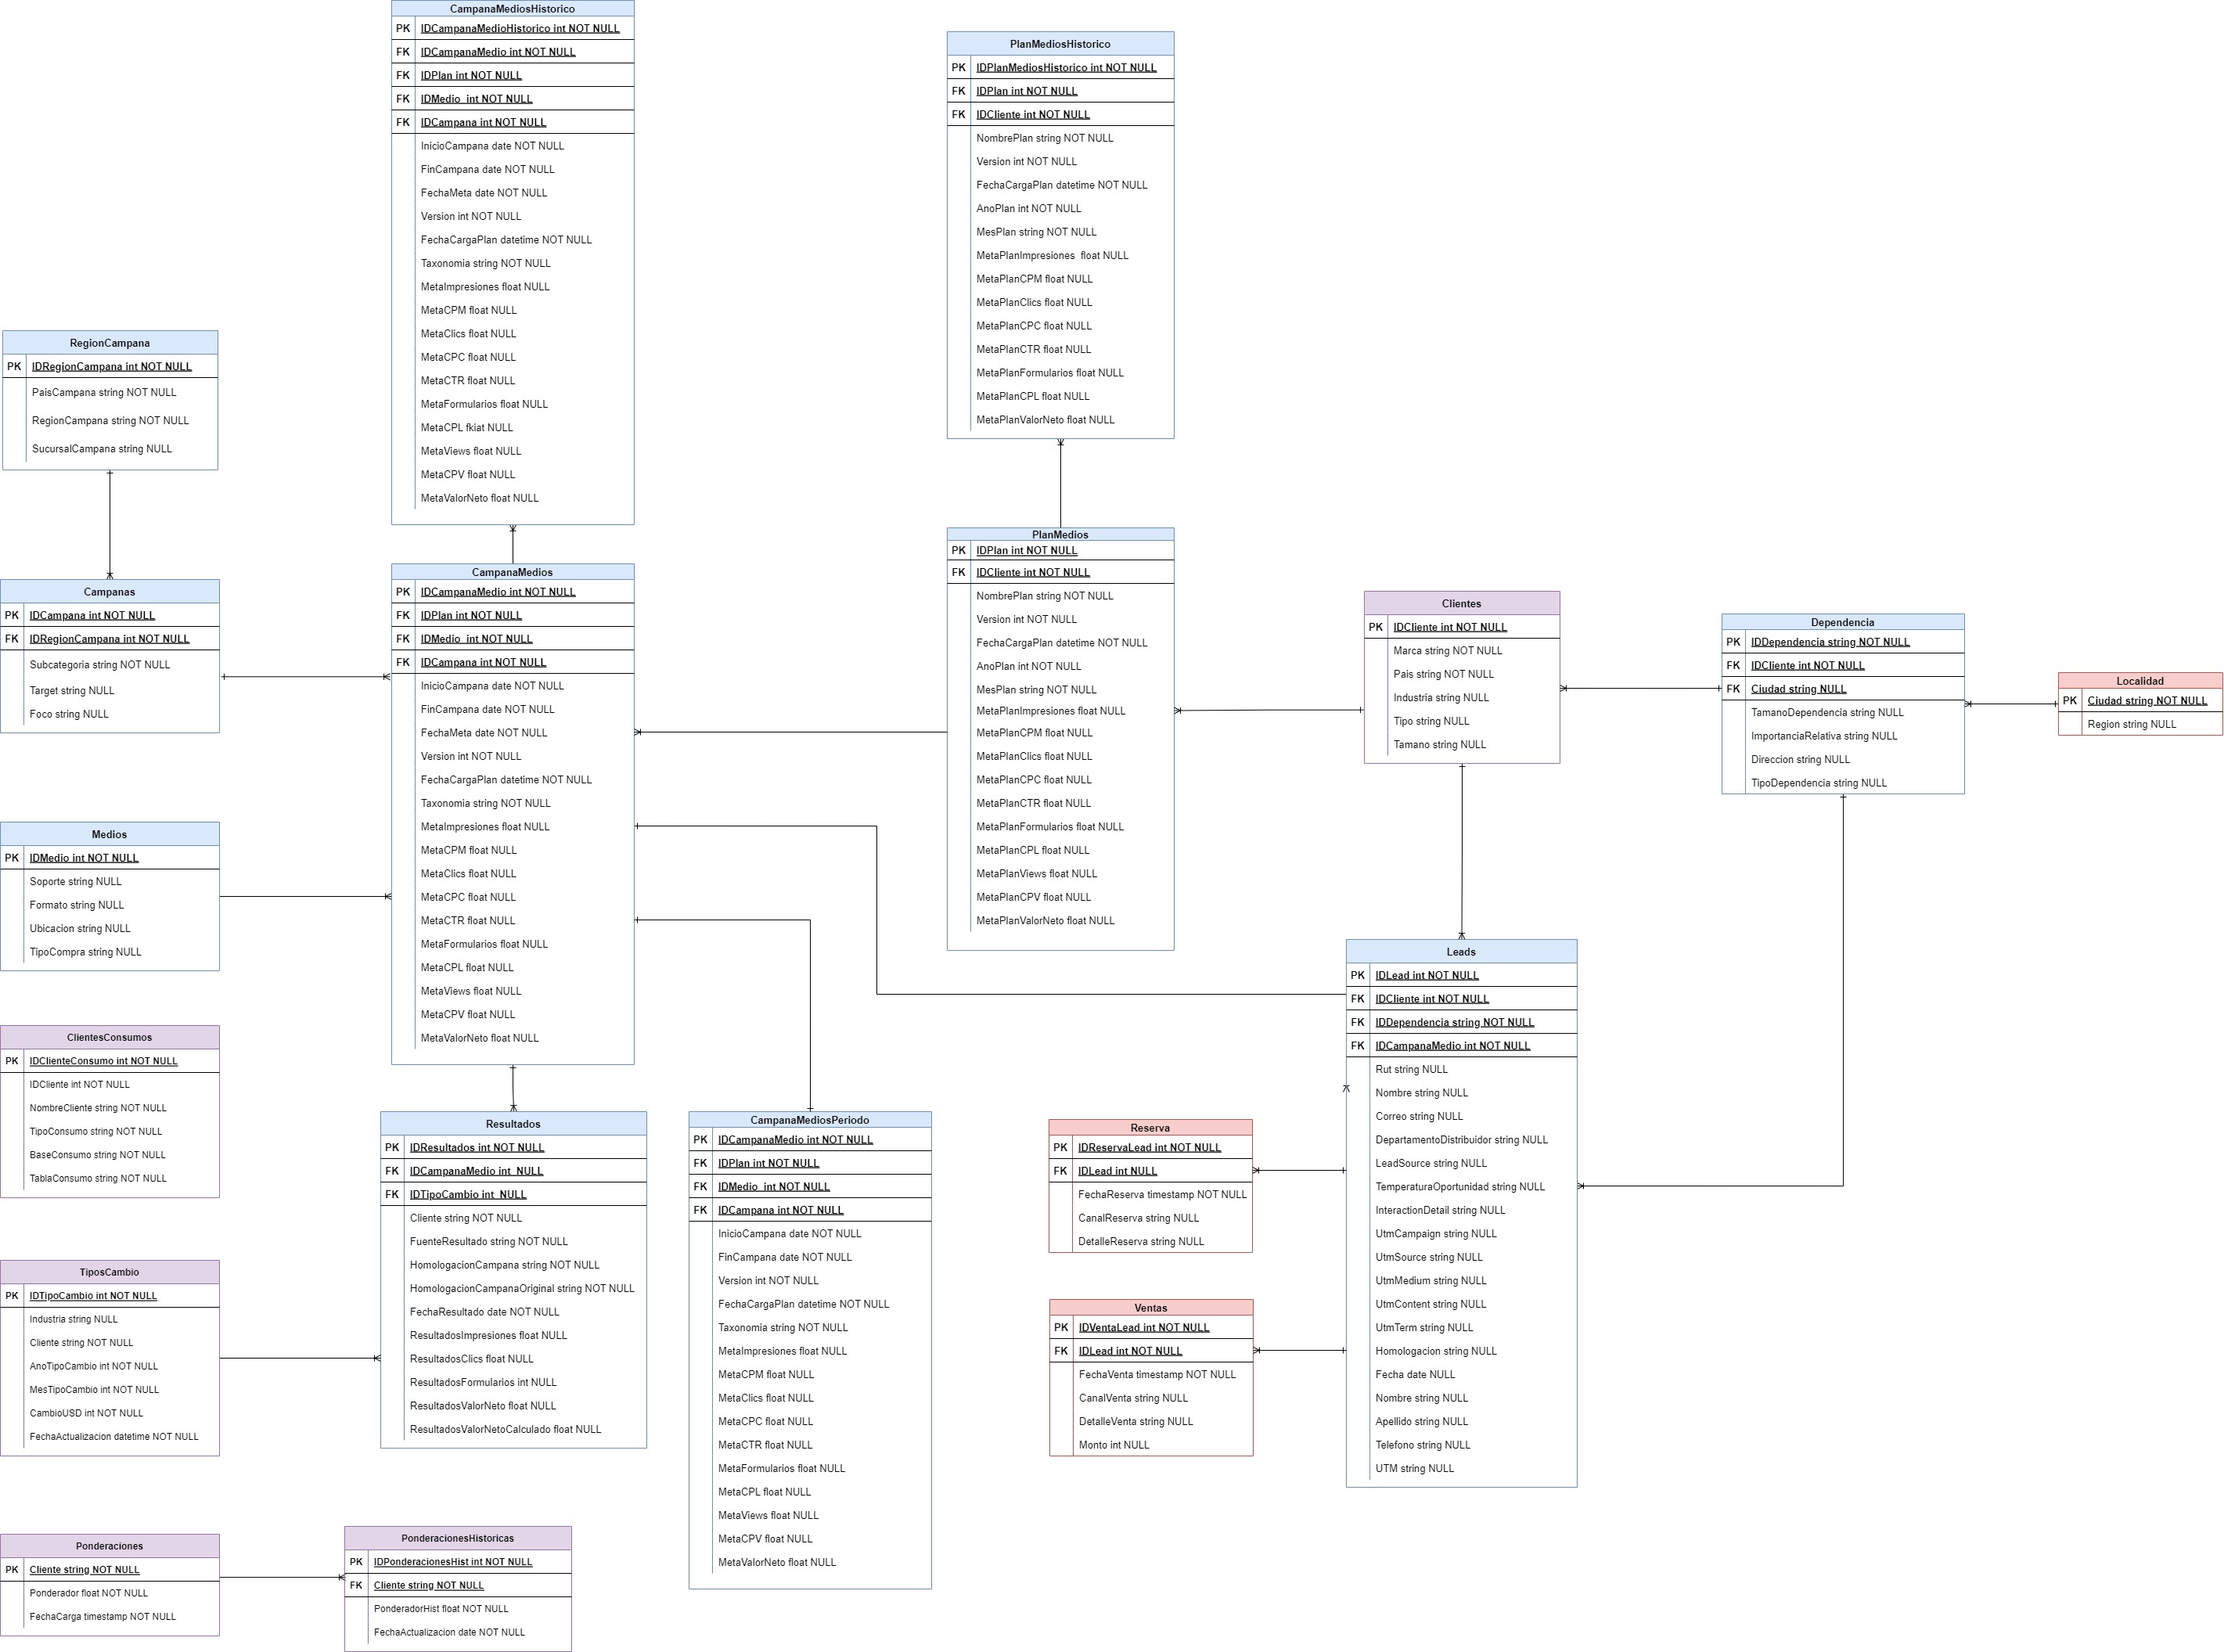 CampanaMediosHistorico
PK IDCampanaMedioHistorico int NOT NULL
FK IDCampanaMedio int NOT NULL
FK IDPlan int NOT NULL
FK IDMedio int NOT NULL
FK IDCampana int NOT NULL
InicioCampana date NOT NULL
FinCampana date NOT NULL
FechaMeta date NOT NULL
Version int NOT NULL
FechaCargaPlan datetime NOT NULL
Taxonomia string NOT NULL
MetaImpresiones float NULL
MetaCPM float NULL
MetaClics float NULL
MetaCPC float NULL
MetaCTR float NULL
MetaFormularios float NULL
MetaCPL fkiat NULL
MetaViews float NULL
MetaCPV float NULL
MetaValorNeto float NULL
PlanMediosHistorico
PK IDPlanMediosHistorico int NOT NULL
FK IDPlan int NOT NULL
FK IDCliente int NOT NULL
NombrePlan string NOT NULL
Version int NOT NULL
FechaCargaPlan datetime NOT NULL
AnoPlan int NOT NULL
MesPlan string NOT NULL
MetaPlanImpresiones float NULL
MetaPlanCPM float NULL
MetaPlanClics float NULL
MetaPlanCPC float NULL
MetaPlanCTR float NULL
MetaPlanFormularios float NULL
MetaPlanCPL float NULL
MetaPlanValorNeto float NULL
RegionCampana
PK IDRegionCampana int NOT NULL
PaisCampana string NOT NULL
RegionCampana string NOT NULL
SucursalCampana string NULL
Campanas
PK IDCampana int NOT NULL
FK IDRegionCampana int NOT NULL
Subcategoria string NOT NULL
Target string NULL
Foco string NULL
CampanaMedios
PK IDCampanaMedio int NOT NULL
FK IDPlan int NOT NULL
FK IDMedio int NOT NULL
FK IDCampana int NOT NULL
InicioCampana date NOT NULL
FinCampana date NOT NULL
FechaMeta date NOT NULL
Version int NOT NULL
FechaCargaPlan datetime NOT NULL
Taxonomia string NOT NULL
MetaImpresiones float NULL
MetaCPM float NULL
MetaClics float NULL
MetaCPC float NULL
MetaCTR float NULL
MetaFormularios float NULL
MetaCPL float NULL
MetaViews float NULL
MetaCPV float NULL
MetaValorNeto float NULL
PlanMedios
PK IDPlan int NOT NULL
FK IDCliente int NOT NULL
NombrePlan string NOT NULL
Version int NOT NULL
FechaCargaPlan datetime NOT NULL
AnoPlan int NOT NULL
MesPlan string NOT NULL
MetaPlanImpresiones float NULL
MetaPlanCPM float NULL
MetaPlanClics float NULL
MetaPlanCPC float NULL
MetaPlanCTR float NULL
MetaPlanFormularios float NULL
MetaPlanCPL float NULL
MetaPlanViews float NULL
MetaPlanCPV float NULL
MetaPlanValorNeto float NULL
Clientes
PK IDCliente int NOT NULL
Marca string NOT NULL
Pais string NOT NULL
Industria string NULL
Tipo string NULL
Tamano string NULL
Dependencia
PK IDDependencia string NOT NULL
FK IDCliente int NOT NULL
FK Ciudad string NULL
TamanoDependencia string NULL
ImportanciaRelativa string NULL
Direccion string NULL
TipoDependencia string NULL
Localidad
PK Ciudad string NOT NULL
Region string NULL
Medios
PK IDMedio int NOT NULL
Soporte string NULL
Formato string NULL
Ubicacion string NULL
TipoCompra string NULL
Leads
PK IDLead int NOT NULL
FK IDCliente int NOT NULL
FK IDDependencia string NOT NULL
FK IDCampanaMedio int NOT NULL
Rut string NULL
Nombre string NULL
Correo string NULL
DepartamentoDistribuidor string NULL
LeadSource string NULL
TemperaturaOportunidad string NULL
InteractionDetail string NULL
UtmCampaign string NULL
UtmSource string NULL
UtmMedium string NULL
UtmContent string NULL
UtmTerm string NULL
Homologacion string NULL
Fecha date NULL
Nombre string NULL
Apellido string NULL
Telefono string NULL
UTM string NULL
ClientesConsumos
PK IDClienteConsumo int NOT NULL
IDCliente int NOT NULL
NombreCliente string NOT NULL
TipoConsumo string NOT NULL
BaseConsumo string NOT NULL
TablaConsumo string NOT NULL
Resultados
PK IDResultados int NOT NULL
FK IDCampanaMedio int NULL
FK IDTipoCambio int NULL
Cliente string NOT NULL
FuenteResultado string NOT NULL
HomologacionCampana string NOT NULL
HomologacionCampanaOriginal string NOT NULL
FechaResultado date NOT NULL
ResultadosImpresiones float NULL
ResultadosClics float NULL
ResultadosFormularios int NULL
ResultadosValorNeto float NULL
ResultadosValorNetoCalculado float NULL
CampanaMediosPeriodo
PK IDCampanaMedio int NOT NULL
FK IDPlan int NOT NULL
FK IDMedio int NOT NULL
FK IDCampana int NOT NULL
InicioCampana date NOT NULL
FinCampana date NOT NULL
Version int NOT NULL
FechaCargaPlan datetime NOT NULL
Taxonomia string NOT NULL
MetaImpresiones float NULL
MetaCPM float NULL
MetaClics float NULL
MetaCPC float NULL
MetaCTR float NULL
MetaFormularios float NULL
MetaCPL float NULL
MetaViews float NULL
MetaCPV float NULL
MetaValorNeto float NULL
Reserva
PK IDReservaLead int NOT NULL
FK IDLead int NULL
FechaReserva timestamp NOT NULL
CanalReserva string NULL
DetalleReserva string NULL
Ventas
PK IDVentaLead int NOT NULL
FK IDLead int NOT NULL
FechaVenta timestamp NOT NULL
CanalVenta string NULL
DetalleVenta string NULL
Monto int NULL
TiposCambio
PK IDTipoCambio int NOT NULL
Industria string NULL
Cliente string NOT NULL
AnoTipoCambio int NOT NULL
MesTipoCambio int NOT NULL
CambioUSD int NOT NULL
FechaActualizacion datetime NOT NULL
Ponderaciones
PK Cliente string NOT NULL
Ponderador float NOT NULL
FechaCarga timestamp NOT NULL
PonderacionesHistoricas
PK IDPonderacionesHist int NOT NULL
FK Cliente string NOT NULL
PonderadorHist float NOT NULL
FechaActualizacion date NOT NULL